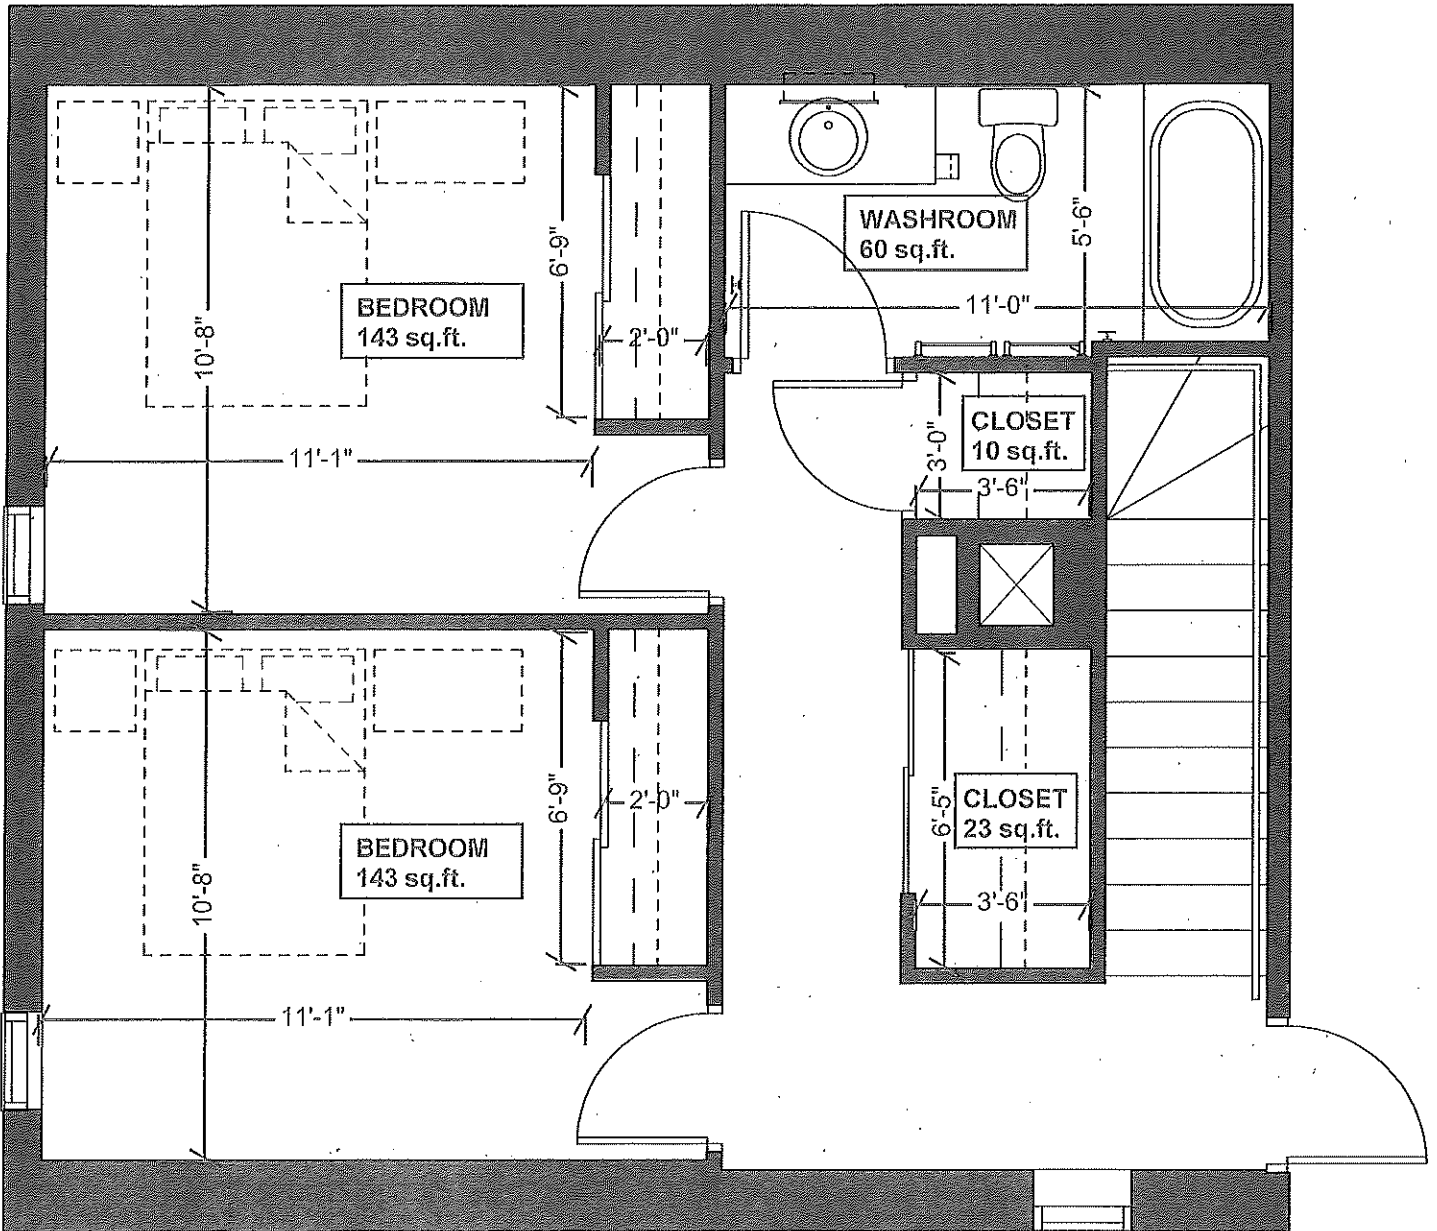 WASHROOM
60 sq.ft.
5'-6"
6'-9"
11'-0"
BEDROOM
143 sq.ft.
10'-8"
2'-0"
CLOSET
10 sq.ft.
3'-0"
3'-6"
11'-1"
6'-9"
2'-0"
CLOSET
23 sq.ft.
6'-5"
BEDROOM
143 sq.ft.
10'-8"
3'-6"
11'-1"